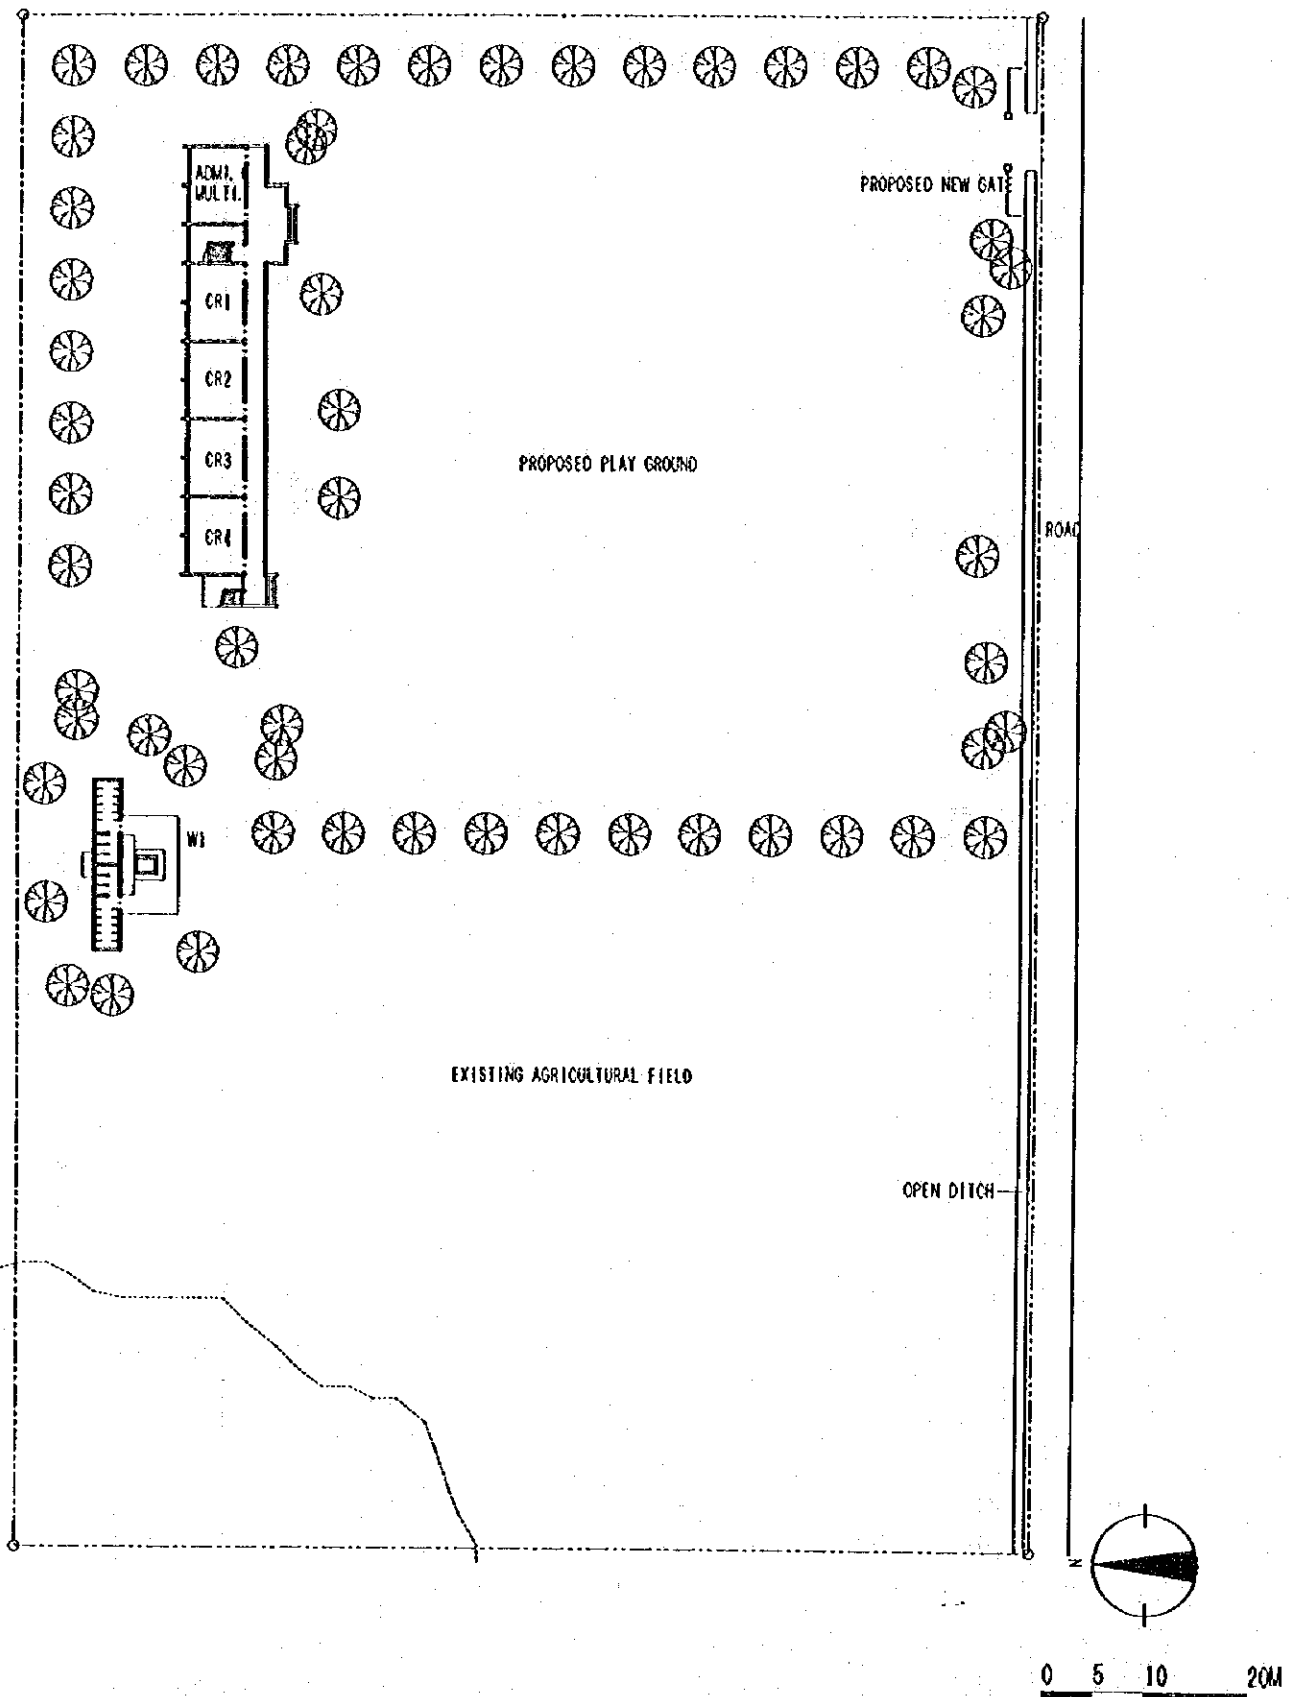 ADMI.
MULTI.
PROPOSED NEW GATE
CR1
CR2
PROPOSED PLAY GROUND
CR3
CR4
ROAD
W1
EXISTING AGRICULTURAL FIELD
OPEN DITCH
N
0 5 10 20M